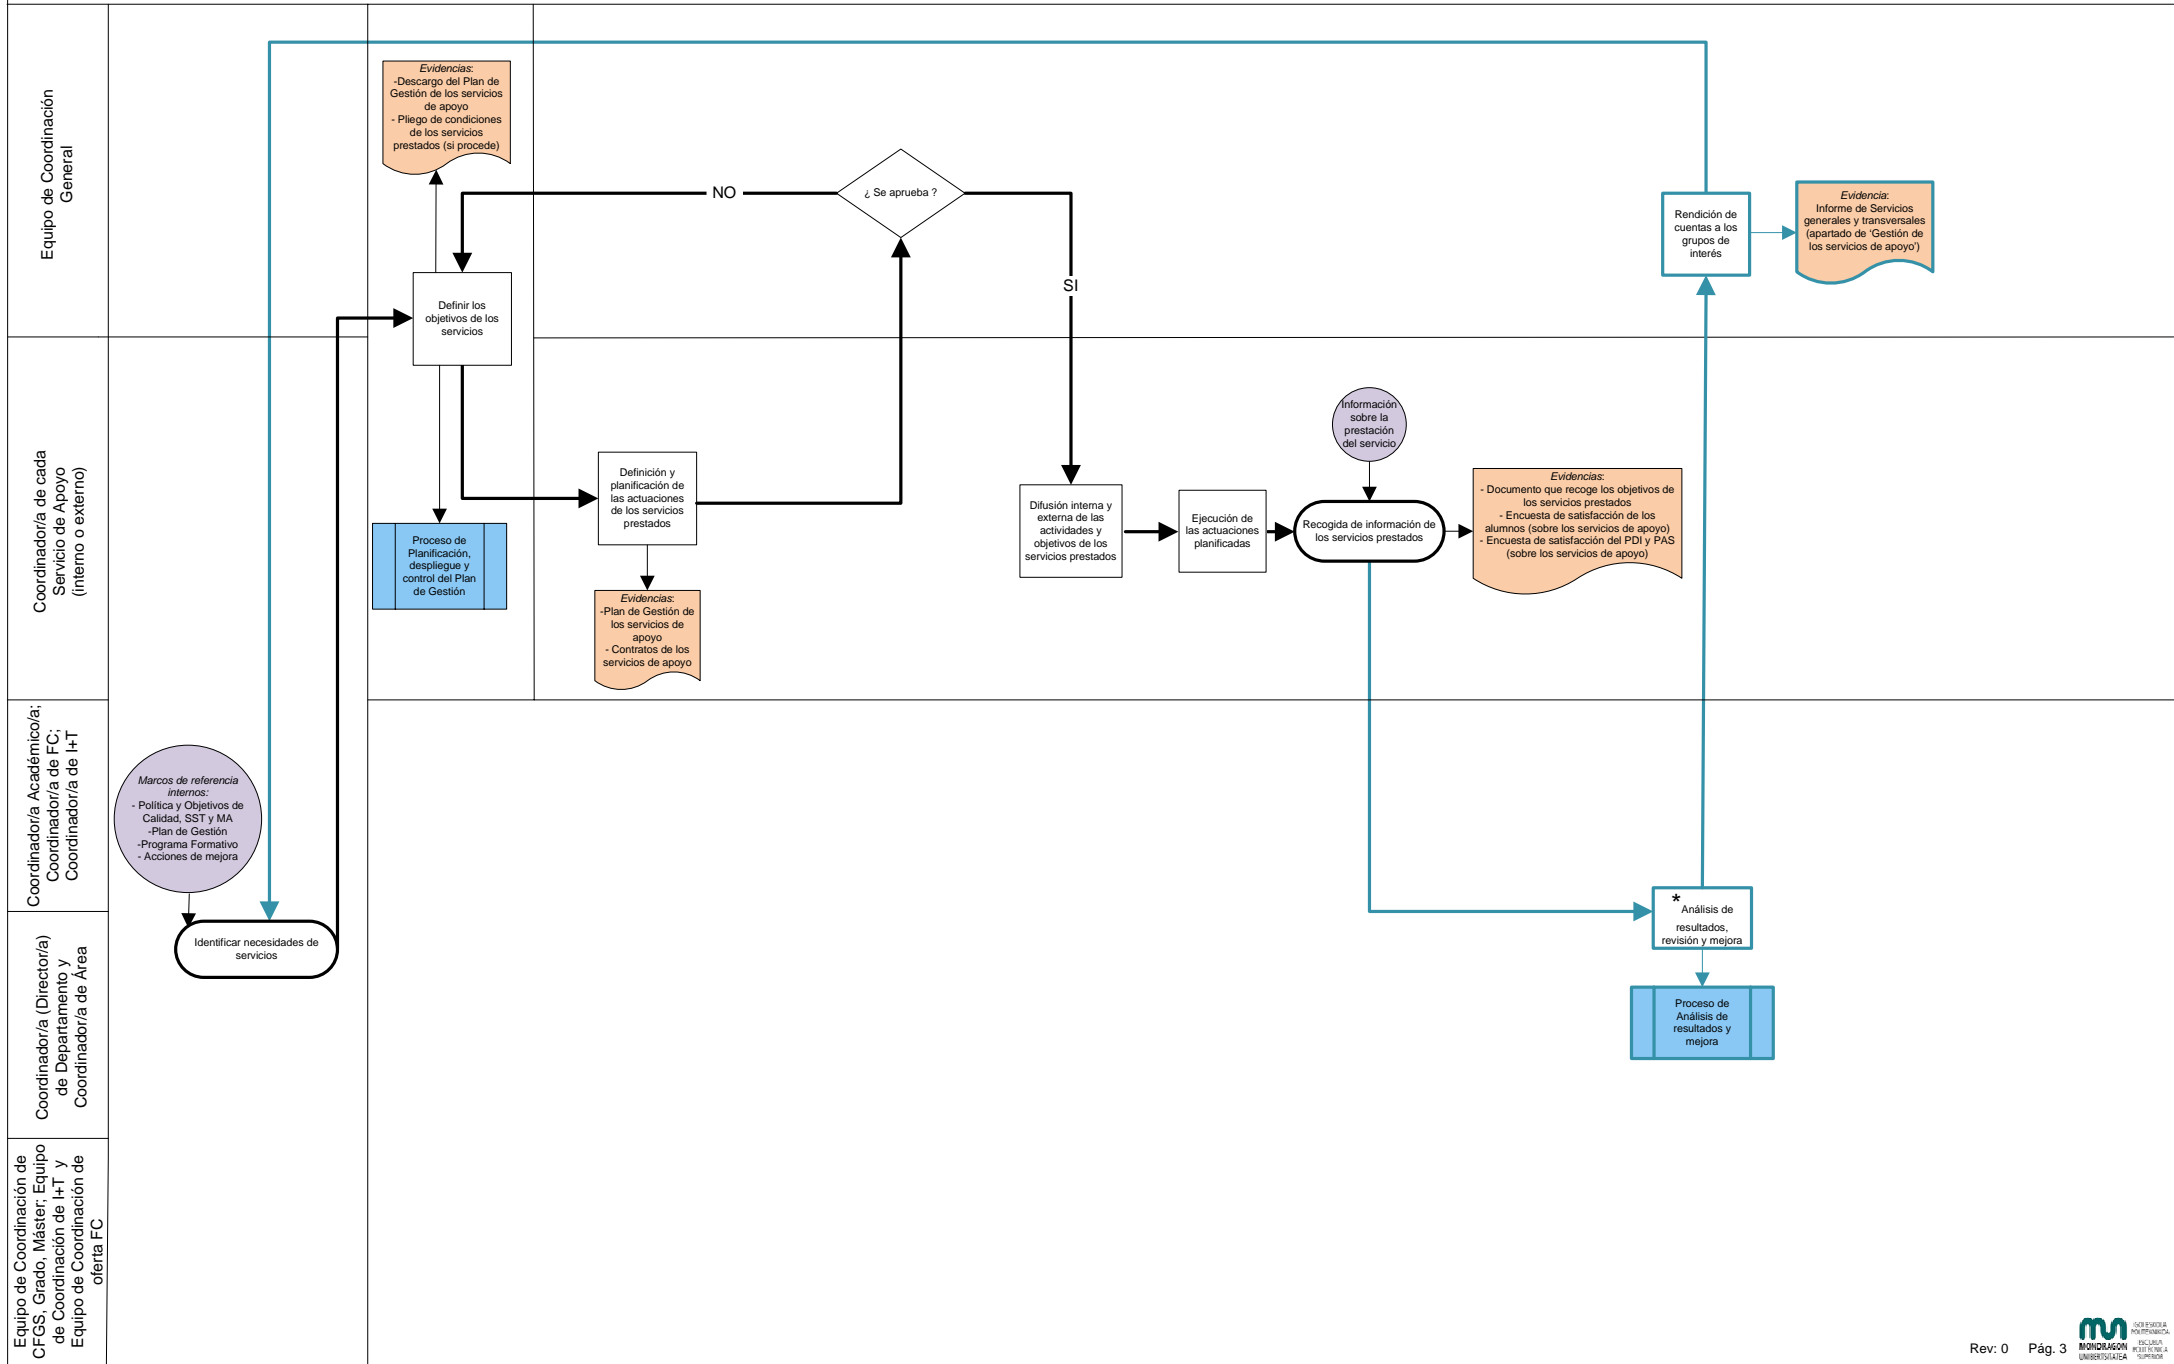 Equipo de Coordinación
General
Evidencias:
-Descargo del Plan de
Gestión de los servicios
de apoyo
- Pliego de condiciones
de los servicios
prestados (si procede)
NO
¿ Se aprueba ?
SI
Definir los
objetivos de los
servicios
Rendición de
cuentas a los
grupos de
interés
Evidencia:
Informe de Servicios
generales y transversales
(apartado de ‘Gestión de
los servicios de apoyo’)
Coordinador/a de cada
Servicio de Apoyo
(interno o externo)
Proceso de
Planificación,
despliegue y
control del Plan
de Gestión
Definición y
planificación de
las actuaciones
de los servicios
prestados
Evidencias:
-Plan de Gestión de
los servicios de
apoyo
- Contratos de los
servicios de apoyo
Difusión interna y
externa de las
actividades y
objetivos de los
servicios prestados
Ejecución de
las actuaciones
planificadas
Información
sobre la
prestación
del servicio
Recogida de información de
los servicios prestados
Evidencias:
- Documento que recoge los objetivos de
los servicios prestados
- Encuesta de satisfacción de los
alumnos (sobre los servicios de apoyo)
- Encuesta de satisfacción del PDI y PAS
(sobre los servicios de apoyo)
Coordinador/a Académico/a;
Coordinador/a de FC;
Coordinador/a de I+T
Marcos de referencia
internos:
- Política y Objetivos de
Calidad, SST y MA
-Plan de Gestión
-Programa Formativo
- Acciones de mejora
Coordinador/a (Director/a)
de Departamento y
Coordinador/a de Área
Identificar necesidades de
servicios
* Análisis de
resultados,
revisión y mejora
Proceso de
Análisis de
resultados y
mejora
Equipo de Coordinación de
CFGS, Grado, Máster; Equipo
de Coordinación de I+T y
Equipo de Coordinación de
oferta FC
Rev: 0 Pág. 3
MONDRAGON
UNIBERTSITATEA
GOI ESKOLA
POLITEKNIKOA
ESCUELA
POLITÉCNICA
SUPERIOR